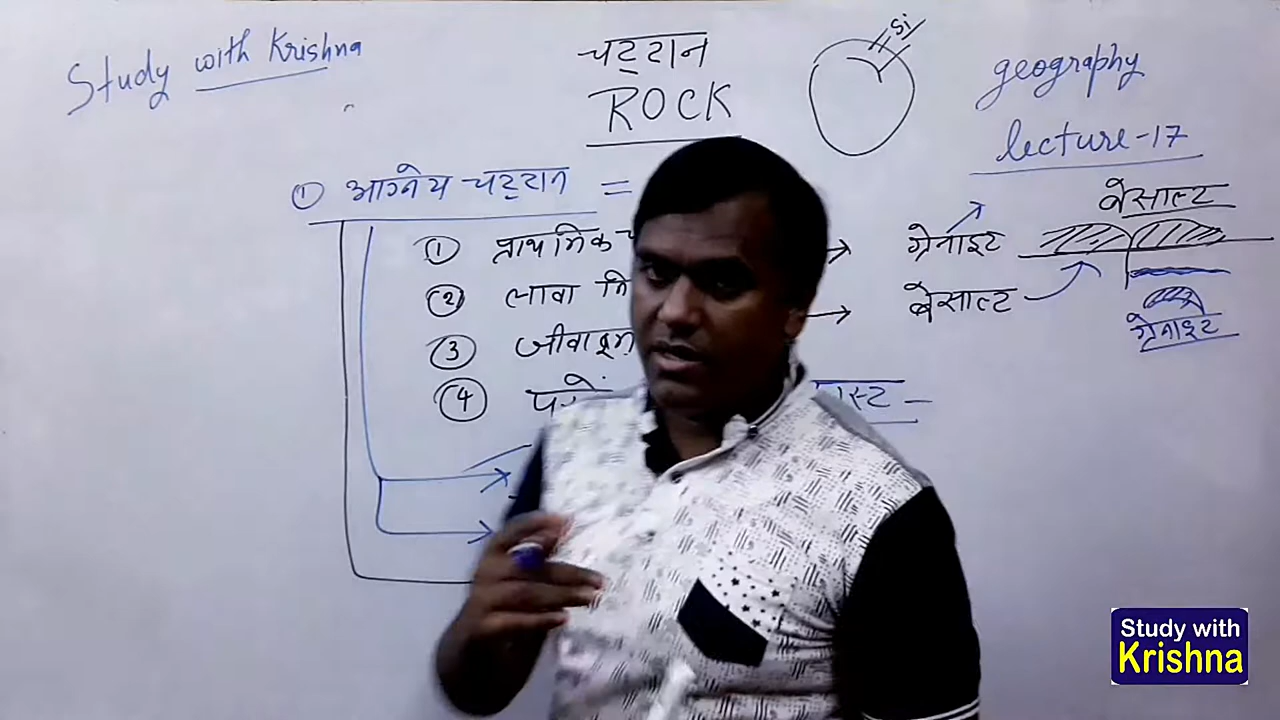 Study with Krishna
चट्टान
ROCK
Si
geography
lecture-17
① आग्नेय चट्टान =
① प्राथमिक → ग्रेनाइट
② लावा → बेसाल्ट
③ जीवाश्म
④
बेसाल्ट
ग्रेनाइट
Study with
Krishna